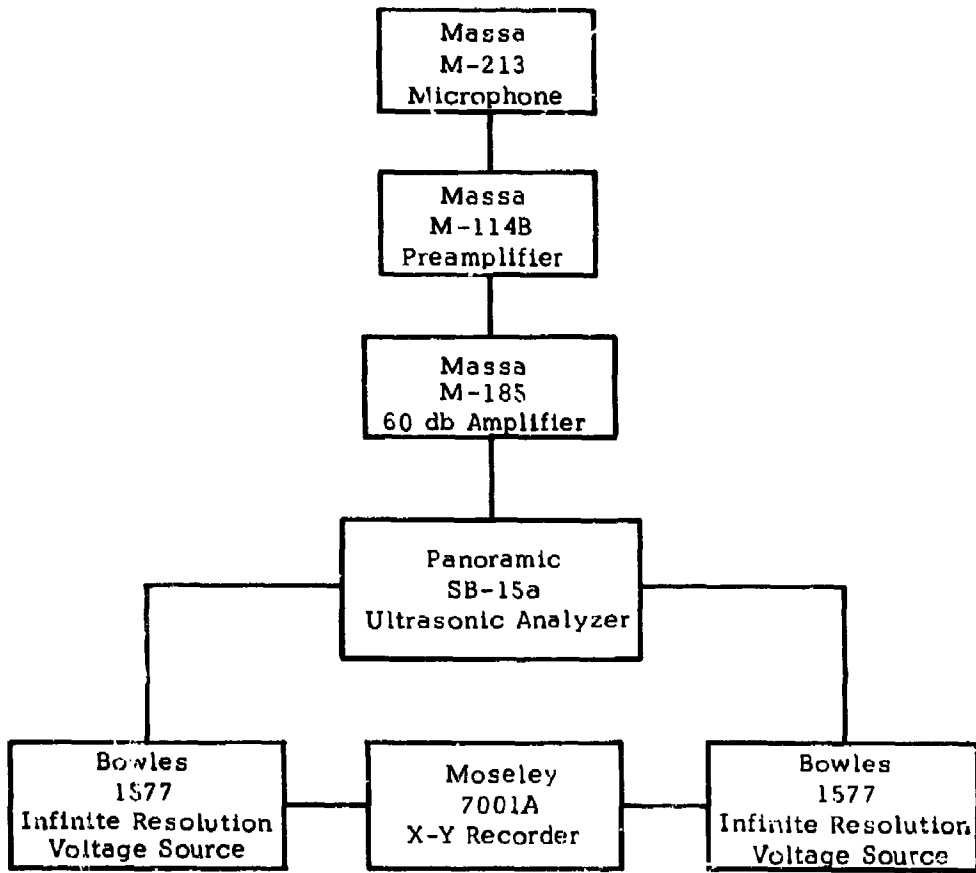 Massa
M-213
Microphone
Massa
M-114B
Preamplifier
Massa
M-185
60 db Amplifier
Panoramic
SB-15a
Ultrasonic Analyzer
Bowles
1577
Infinite Resolution
Voltage Source
Moseley
7001A
X-Y Recorder
Bowles
1577
Infinite Resolution
Voltage Source